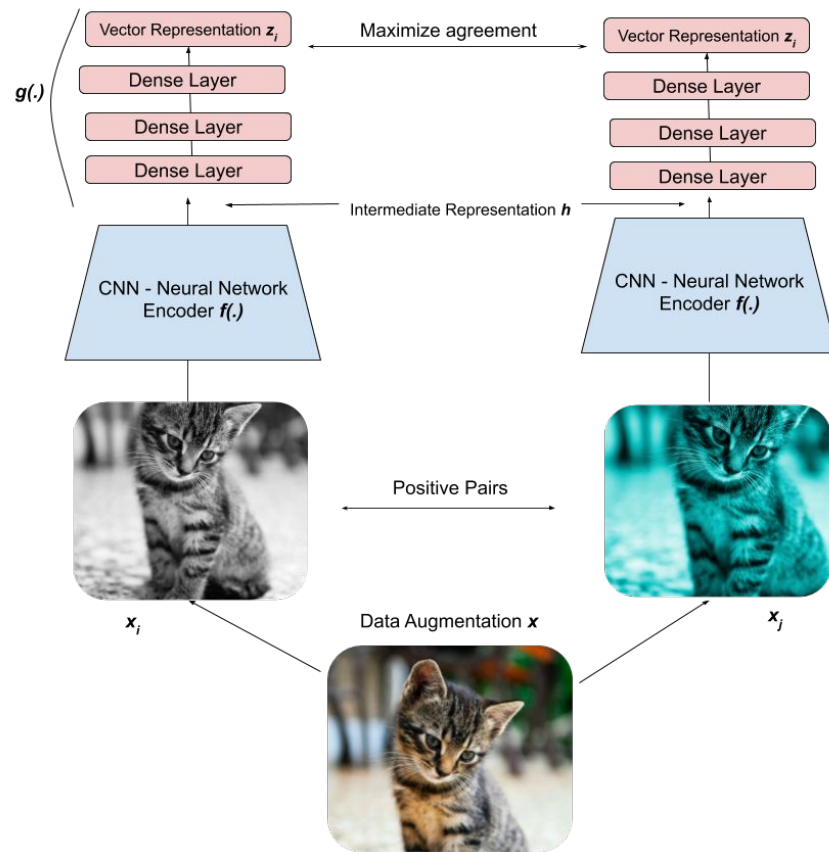 Vector Representation z_i
Maximize agreement
Vector Representation z_i
g(.)
Dense Layer
Dense Layer
Dense Layer
Dense Layer
Dense Layer
Dense Layer
Intermediate Representation h
CNN - Neural Network
Encoder f(.)
CNN - Neural Network
Encoder f(.)
Positive Pairs
x_i
Data Augmentation x
x_j